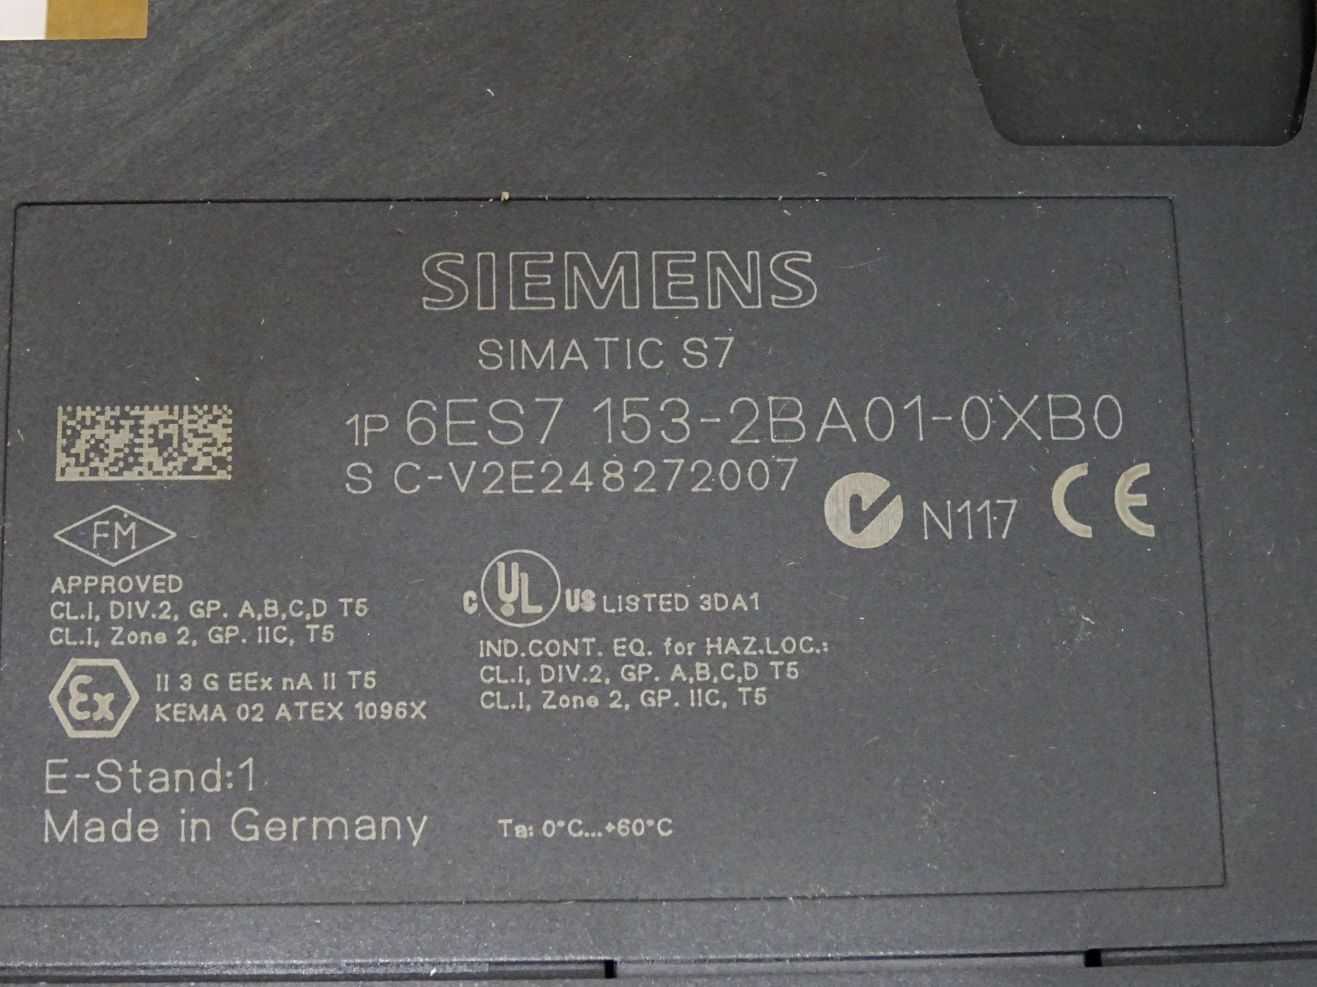 SIEMENS
SIMATIC S7
1P 6ES7 153-2BA01-0XB0
S C-V2E248272007
N117 CE
FM
APPROVED
CL.I, DIV.2, GP. A,B,C,D T5
CL.I, Zone 2, GP. IIC, T5
C UL US LISTED 3DA1
IND.CONT. EQ. for HAZ.LOC.:
CL.I, DIV.2, GP. A,B,C,D T5
CL.I, Zone 2, GP. IIC, T5
Ex II 3 G EEx nA II T5
KEMA 02 ATEX 1096X
E-Stand:1
Made in Germany
Ta: 0°C...+60°C